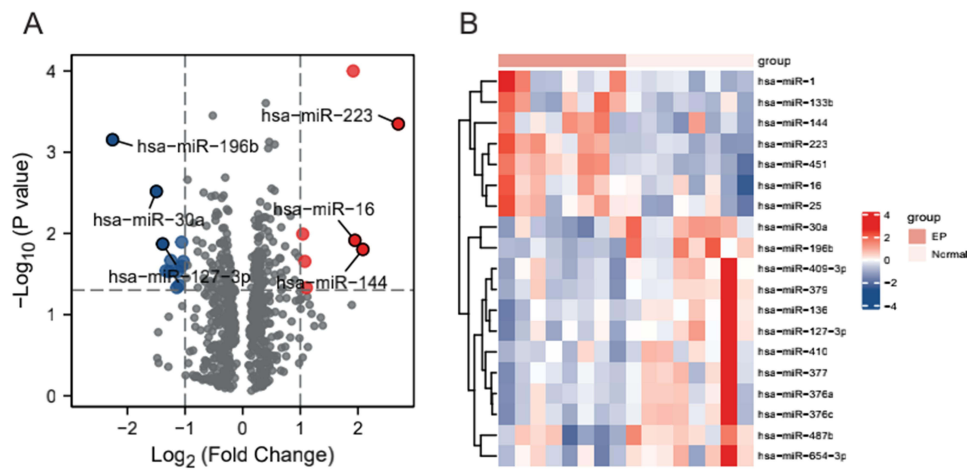 A
−Log10 (P value)
4
3
2
1
0
hsa−miR−223
hsa−miR−196b
hsa−miR−30a
hsa−miR−16
hsa−miR−127−3p
hsa−miR−144
−2
−1
0
1
2
Log2 (Fold Change)
B
group
hsa−miR−1
hsa−miR−133b
hsa−miR−144
hsa−miR−223
hsa−miR−451
hsa−miR−16
hsa−miR−25
hsa−miR−30a
hsa−miR−196b
hsa−miR−409−3p
hsa−miR−379
hsa−miR−136
hsa−miR−127−3p
hsa−miR−410
hsa−miR−377
hsa−miR−376a
hsa−miR−376c
hsa−miR−487b
hsa−miR−654−3p
4
2
0
−2
−4
group
EP
Normal